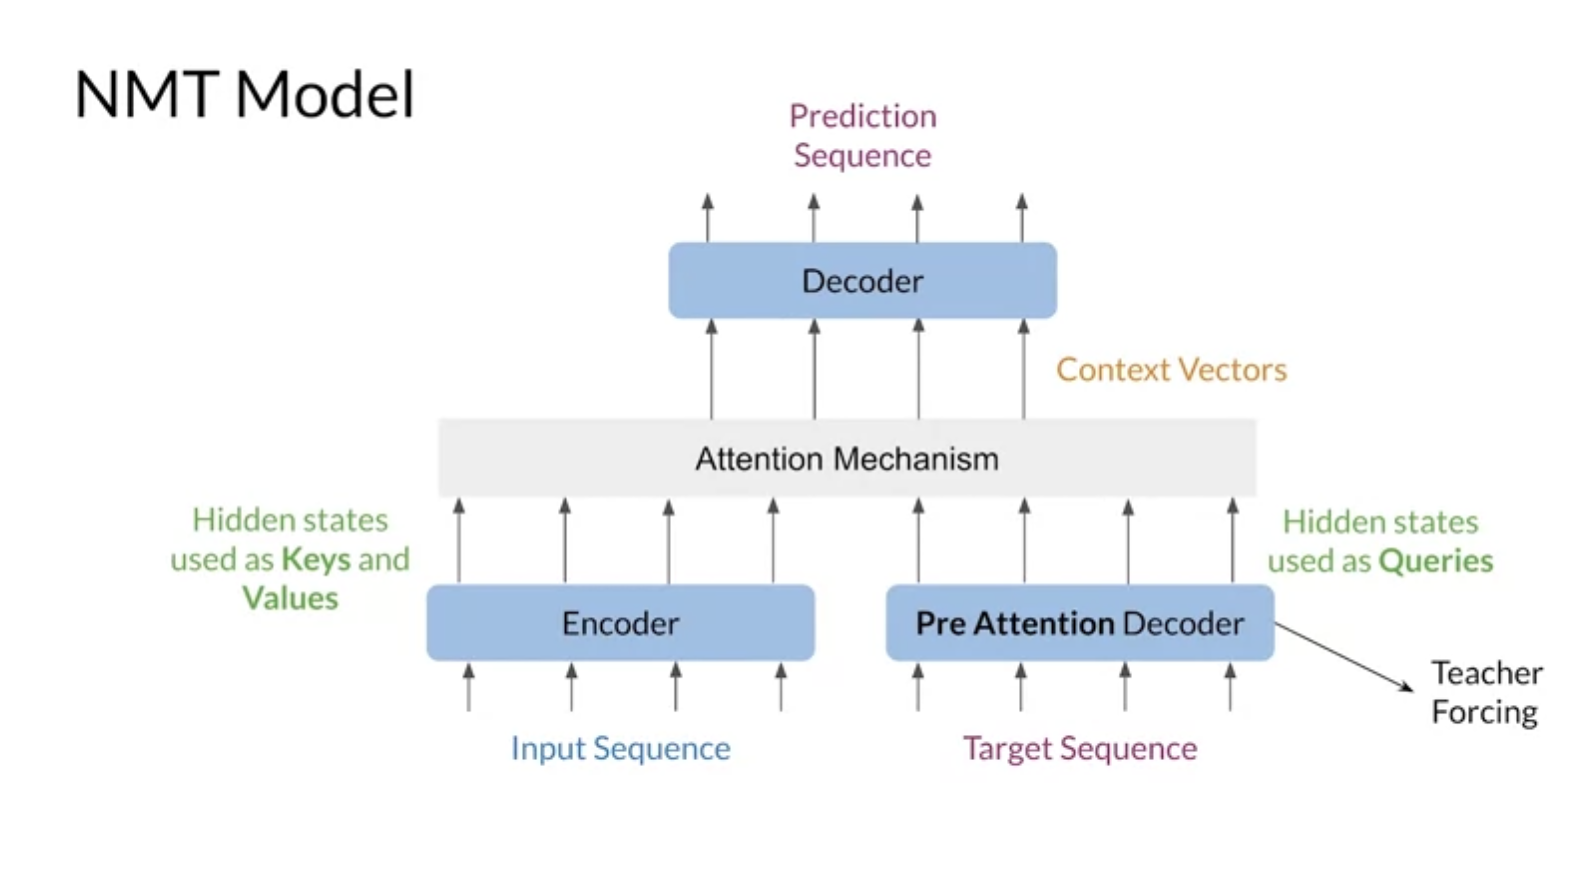 NMT Model
Prediction
Sequence
Decoder
Context Vectors
Attention Mechanism
Hidden states
used as Keys and
Values
Hidden states
used as Queries
Encoder
Pre Attention Decoder
Teacher
Forcing
Input Sequence
Target Sequence